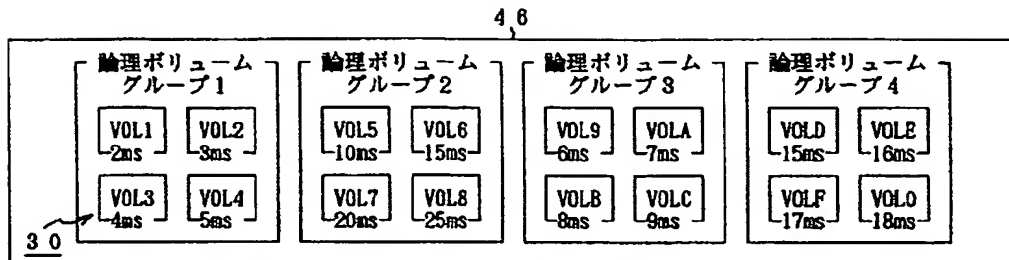 46
論理ボリューム
グループ1
VOL1 VOL2
2ms 3ms
VOL3 VOL4
4ms 5ms
論理ボリューム
グループ2
VOL5 VOL6
10ms 15ms
VOL7 VOL8
20ms 25ms
論理ボリューム
グループ3
VOL9 VOLA
6ms 7ms
VOLB VOLC
8ms 9ms
論理ボリューム
グループ4
VOLD VOLE
15ms 16ms
VOLF VOL0
17ms 18ms
30